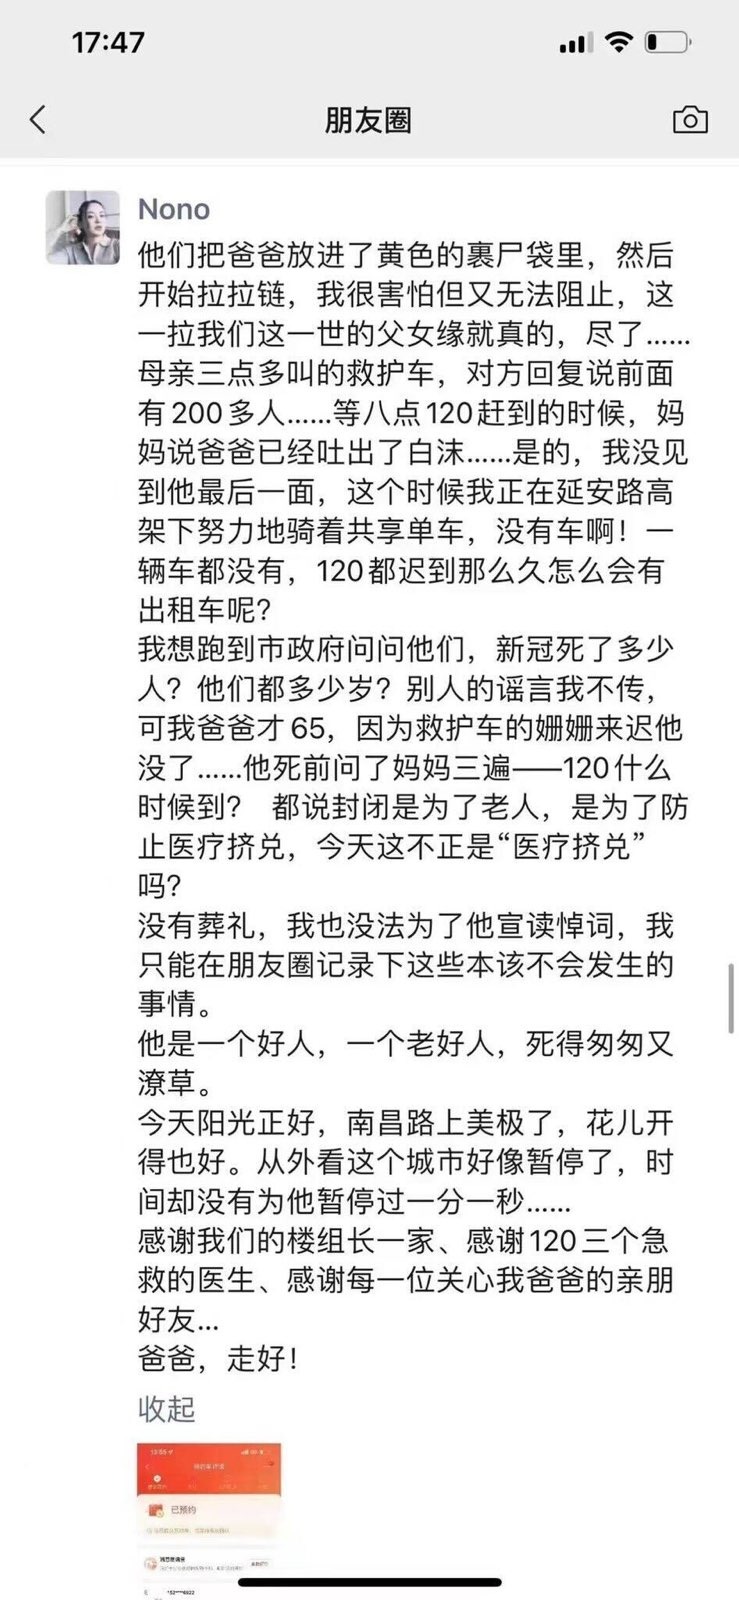 17:47
朋友圈
Nono
他们把爸爸放进了黄色的裹尸袋里，然后
开始拉拉链，我很害怕但又无法阻止，这
一拉我们这一世的父女缘就真的，尽了……
母亲三点多叫的救护车，对方回复说前面
有200多人……等八点120赶到的时候，妈
妈说爸爸已经吐出了白沫……是的，我没见
到他最后一面，这个时候我正在延安路高
架下努力地骑着共享单车，没有车啊！一
辆车都没有，120都迟到那么久怎么会有
出租车呢？
我想跑到市政府问问他们，新冠死了多少
人？他们都多少岁？别人的谣言我不传，
可我爸爸才65，因为救护车的姗姗来迟他
没了……他死前问了妈妈三遍——120什么
时候到？ 都说封闭是为了老人，是为了防
止医疗挤兑，今天这不正是“医疗挤兑”
吗？
没有葬礼，我也没法为了他宣读悼词，我
只能在朋友圈记录下这些本该不会发生的
事情。
他是一个好人，一个老好人，死得匆匆又
潦草。
今天阳光正好，南昌路上美极了，花儿开
得也好。从外看这个城市好像暂停了，时
间却没有为他暂停过一分一秒……
感谢我们的楼组长一家、感谢120三个急
救的医生、感谢每一位关心我爸爸的亲朋
好友...
爸爸，走好！
收起
已预约